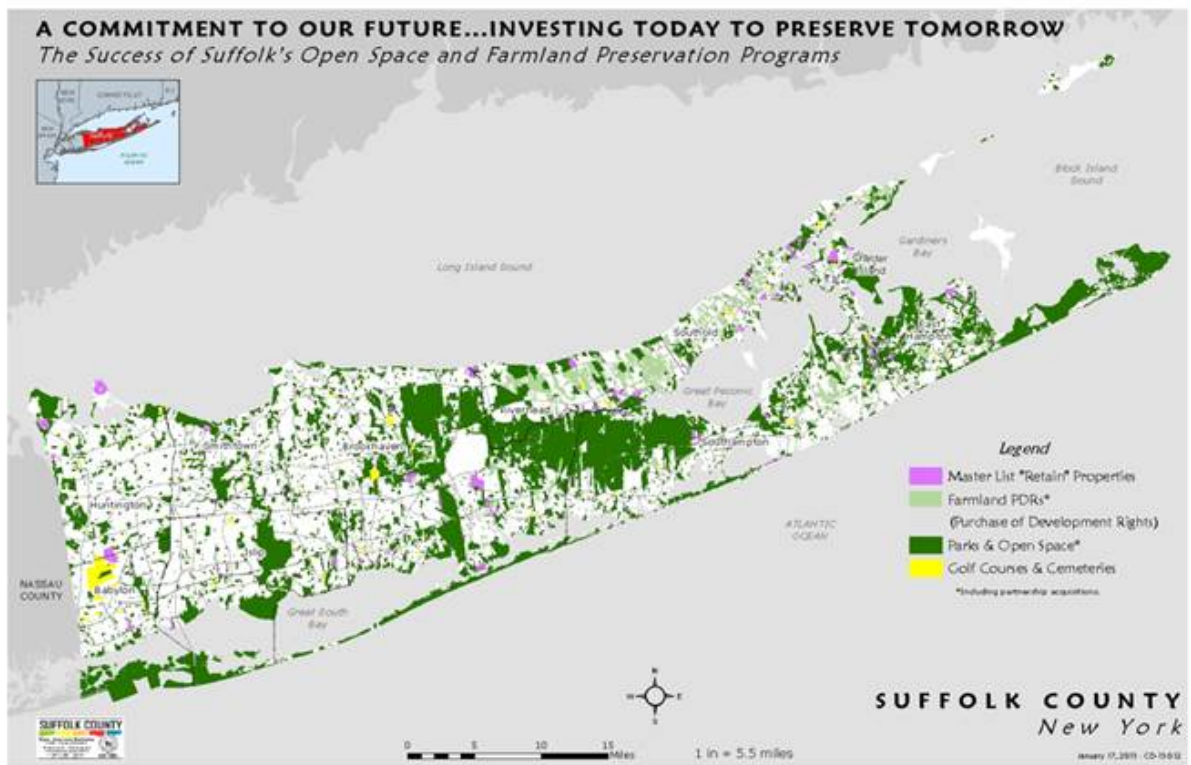 A COMMITMENT TO OUR FUTURE...INVESTING TODAY TO PRESERVE TOMORROW
The Success of Suffolk's Open Space and Farmland Preservation Programs
CONNECTICUT
Block Island
Sound
Gardiners
Bay
Long Island Sound
Shelter
Island
Southold
East
Hampton
Great Peconic
Bay
Riverhead
Smithtown
Brookhaven
Southampton
Huntington
Islip
ATLANTIC
OCEAN
NASSAU
COUNTY
Babylon
Great South
Bay
Legend
Master List "Retain" Properties
Farmland PDRs*
(Purchase of Development Rights)
Parks & Open Space*
Golf Courses & Cemeteries
*Including partnership acquisitions.
N
W
E
S
SUFFOLK COUNTY
New York
SUFFOLK COUNTY
0 5 10 15
Miles
1 in = 5.5 miles